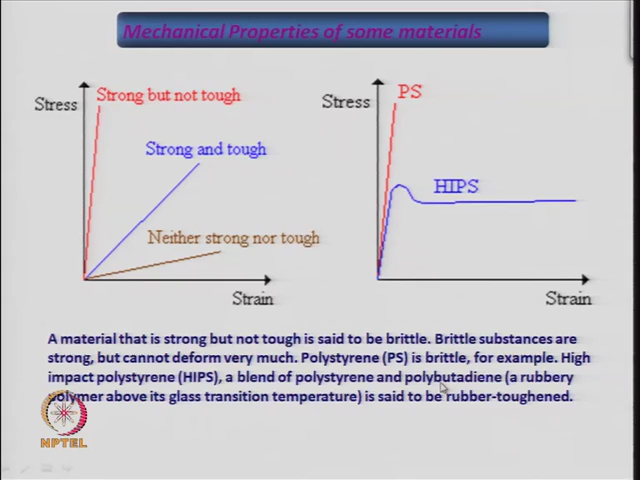 Mechanical Properties of some materials
Stress
Strong but not tough
Strong and tough
Neither strong nor tough
Strain
Stress
PS
HIPS
Strain
A material that is strong but not tough is said to be brittle. Brittle substances are
strong, but cannot deform very much. Polystyrene (PS) is brittle, for example. High
impact polystyrene (HIPS), a blend of polystyrene and polybutadiene (a rubbery
polymer above its glass transition temperature) is said to be rubber-toughened.
NPTEL